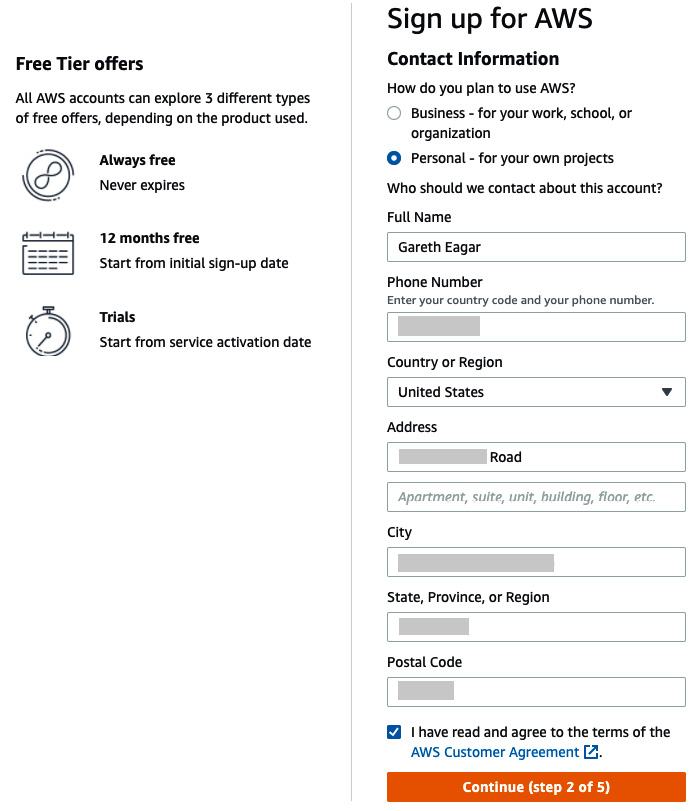 Free Tier offers
All AWS accounts can explore 3 different types
of free offers, depending on the product used.
Always free
Never expires
12 months free
Start from initial sign-up date
Trials
Start from service activation date
Sign up for AWS
Contact Information
How do you plan to use AWS?
Business - for your work, school, or
organization
Personal - for your own projects
Who should we contact about this account?
Full Name
Gareth Eagar
Phone Number
Enter your country code and your phone number.
Country or Region
United States
Address
Road
Apartment, suite, unit, building, floor, etc.
City
State, Province, or Region
Postal Code
I have read and agree to the terms of the
AWS Customer Agreement.
Continue (step 2 of 5)